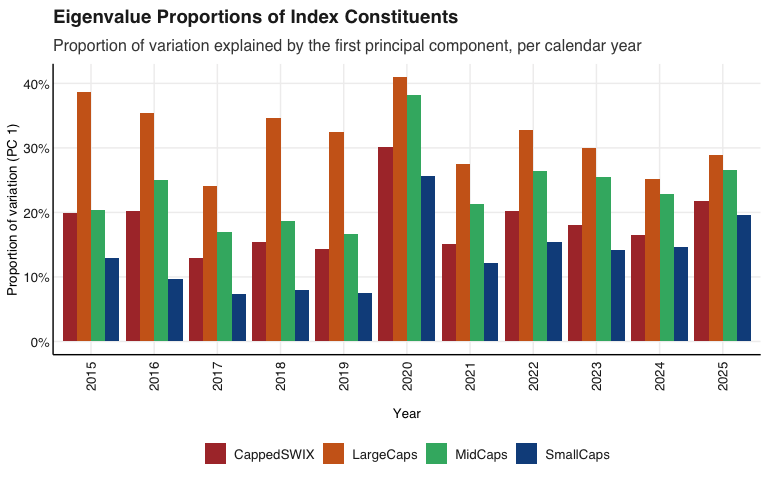 Eigenvalue Proportions of Index Constituents
Proportion of variation explained by the first principal component, per calendar year
Proportion of variation (PC 1)
40%
30%
20%
10%
0%
2015 2016 2017 2018 2019 2020 2021 2022 2023 2024 2025
Year
CappedSWIX LargeCaps MidCaps SmallCaps